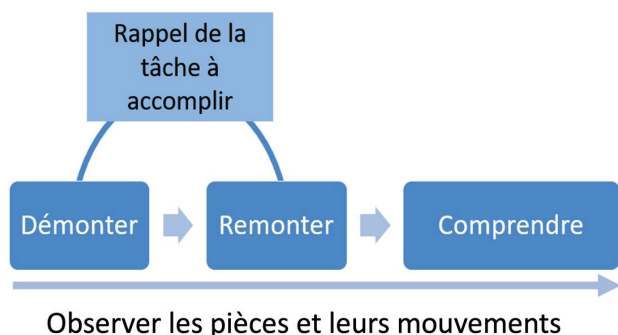 Rappel de la
tâche à
accomplir
Démonter
Remonter
Comprendre
Observer les pièces et leurs mouvements